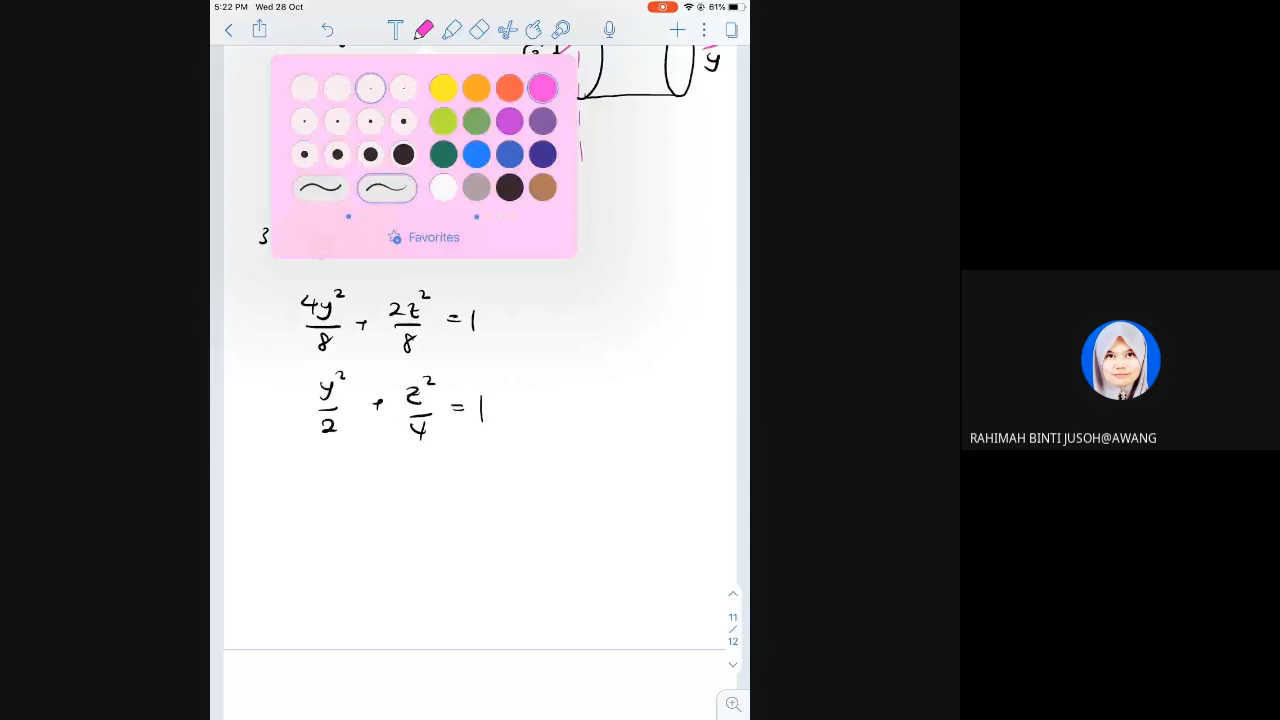 5:22 PM Wed 28 Oct 61%
T
y
3
Favorites
4y²/8 + 2z²/8 = 1
y²/2 + z²/4 = 1
11
/
12
RAHIMAH BINTI JUSOH@AWANG